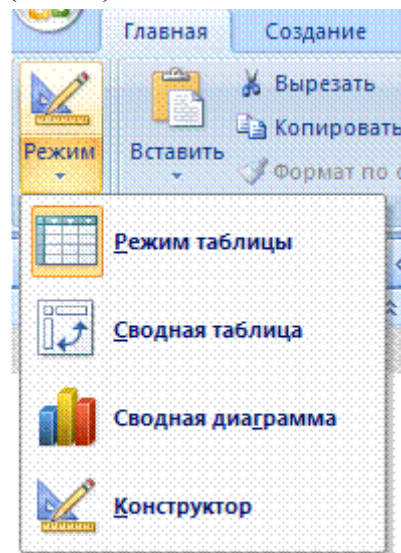 Главная Создание
Вырезать
Копировать
Режим Вставить
Формат по
Режим таблицы
Сводная таблица
Сводная диаграмма
Конструктор